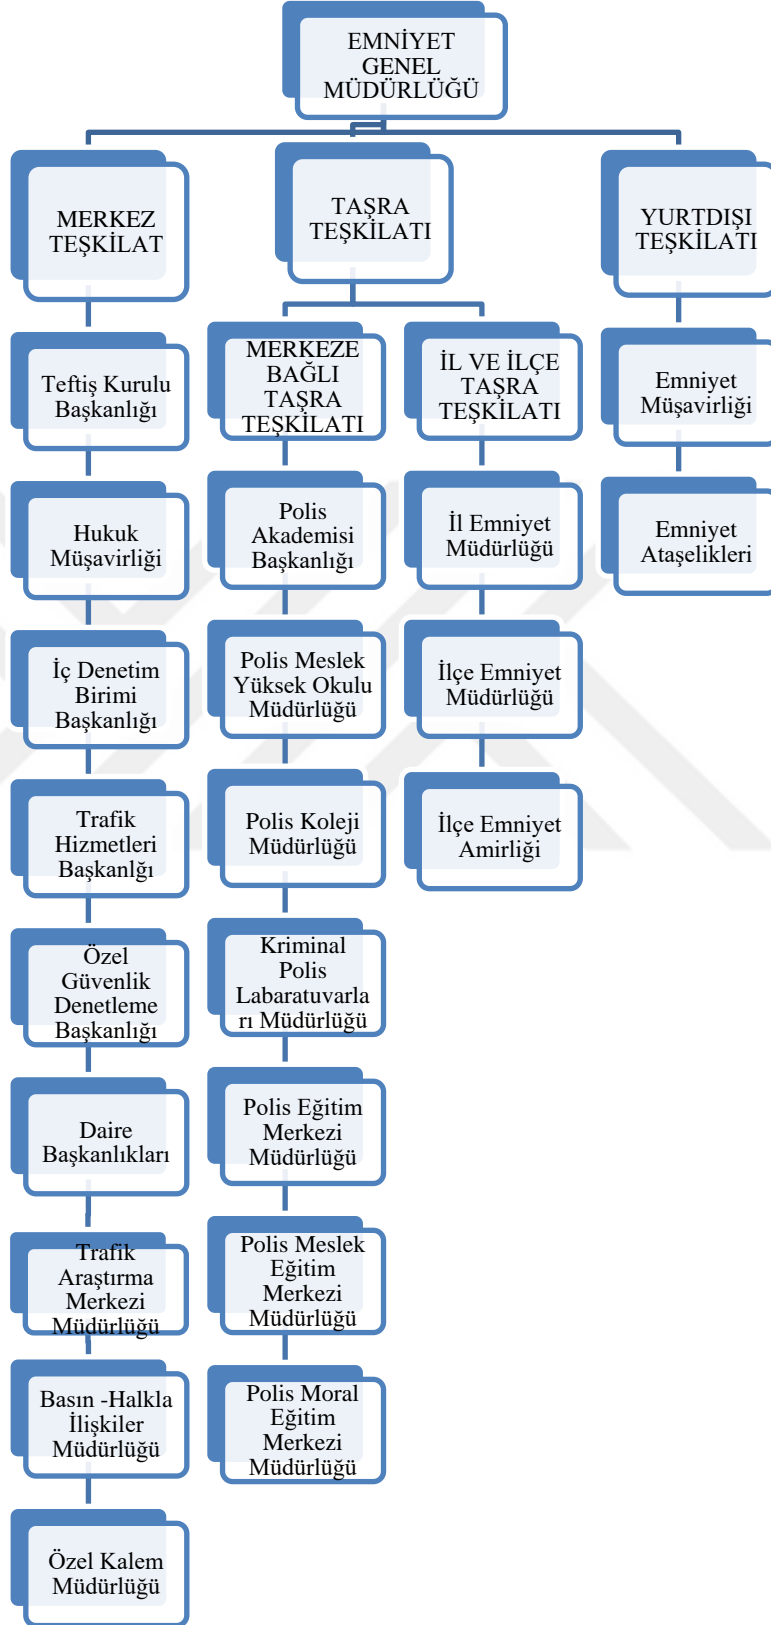 EMNİYET
GENEL
MÜDÜRLÜĞÜ
MERKEZ
TEŞKİLAT
Teftiş Kurulu
Başkanlığı
Hukuk
Müşavirliği
İç Denetim
Birimi
Başkanlığı
Trafik
Hizmetleri
Başkanlğı
Özel
Güvenlik
Denetleme
Başkanlığı
Daire
Başkanlıkları
Trafik
Araştırma
Merkezi
Müdürlüğü
Basın -Halkla
İlişkiler
Müdürlüğü
Özel Kalem
Müdürlüğü
TAŞRA
TEŞKİLATI
MERKEZE
BAĞLI
TAŞRA
TEŞKİLATI
Polis
Akademisi
Başkanlığı
Polis Meslek
Yüksek Okulu
Müdürlüğü
Polis Koleji
Müdürlüğü
Kriminal
Polis
Labaratuvarla
rı Müdürlüğü
Polis Eğitim
Merkezi
Müdürlüğü
Polis Meslek
Eğitim
Merkezi
Müdürlüğü
Polis Moral
Eğitim
Merkezi
Müdürlüğü
İL VE İLÇE
TAŞRA
TEŞKİLATI
İl Emniyet
Müdürlüğü
İlçe Emniyet
Müdürlüğü
İlçe Emniyet
Amirliği
YURTDIŞI
TEŞKİLATI
Emniyet
Müşavirliği
Emniyet
Ataşelikleri